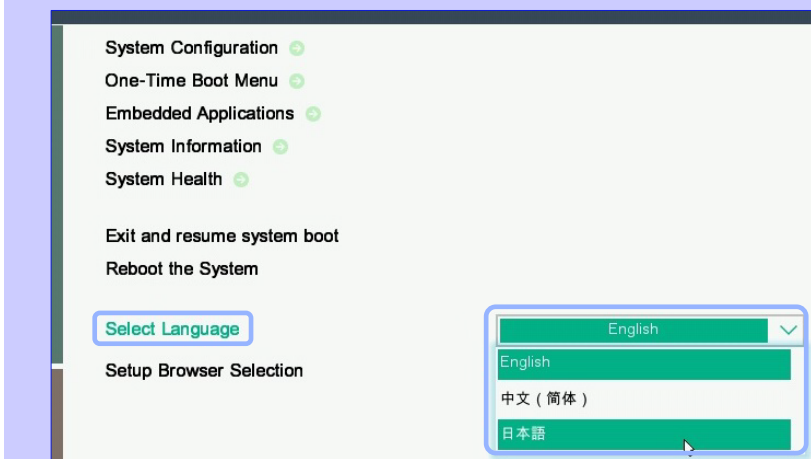 System Configuration
One-Time Boot Menu
Embedded Applications
System Information
System Health
Exit and resume system boot
Reboot the System
Select Language
English
English
中文（简体）
日本語
Setup Browser Selection